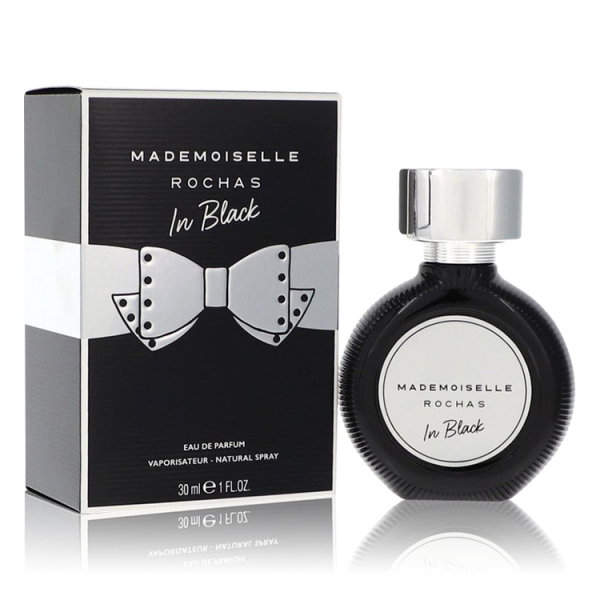 MADEMOISELLE
ROCHAS
In Black
EAU DE PARFUM
VAPORISATEUR - NATURAL SPRAY
30 ml ℮ 1 FL.OZ.
MADEMOISELLE
ROCHAS
In Black